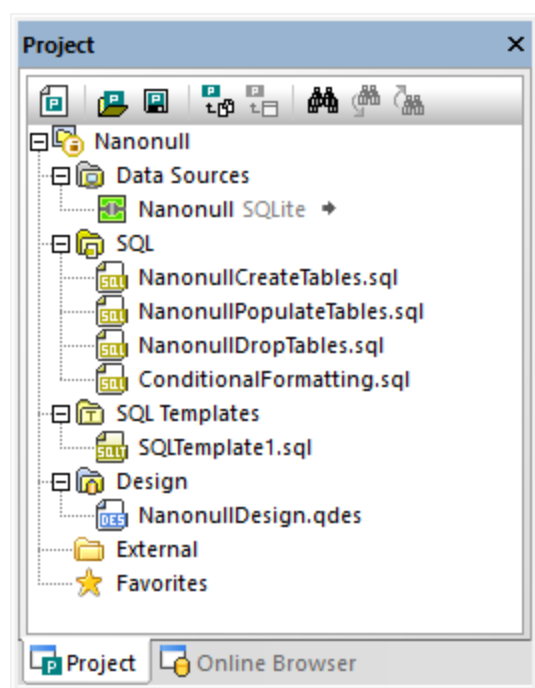 Project
Nanonull
Data Sources
Nanonull SQLite
SQL
NanonullCreateTables.sql
NanonullPopulateTables.sql
NanonullDropTables.sql
ConditionalFormatting.sql
SQL Templates
SQLTemplate1.sql
Design
NanonullDesign.qdes
External
Favorites
Project Online Browser